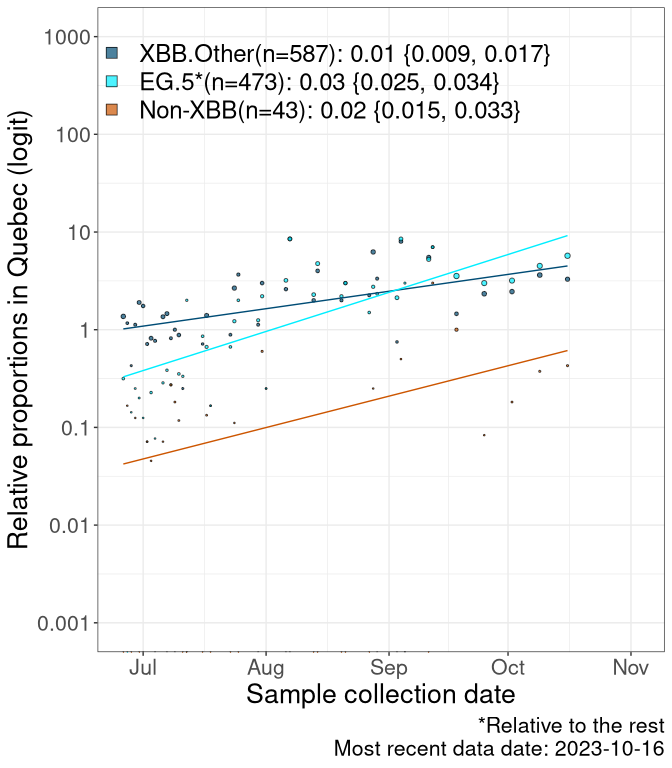 1000
XBB.Other(n=587): 0.01 {0.009, 0.017}
EG.5*(n=473): 0.03 {0.025, 0.034}
Non-XBB(n=43): 0.02 {0.015, 0.033}
100
10
1
0.1
0.01
0.001
Relative proportions in Quebec (logit)
Jul Aug Sep Oct Nov
Sample collection date
*Relative to the rest
Most recent data date: 2023-10-16